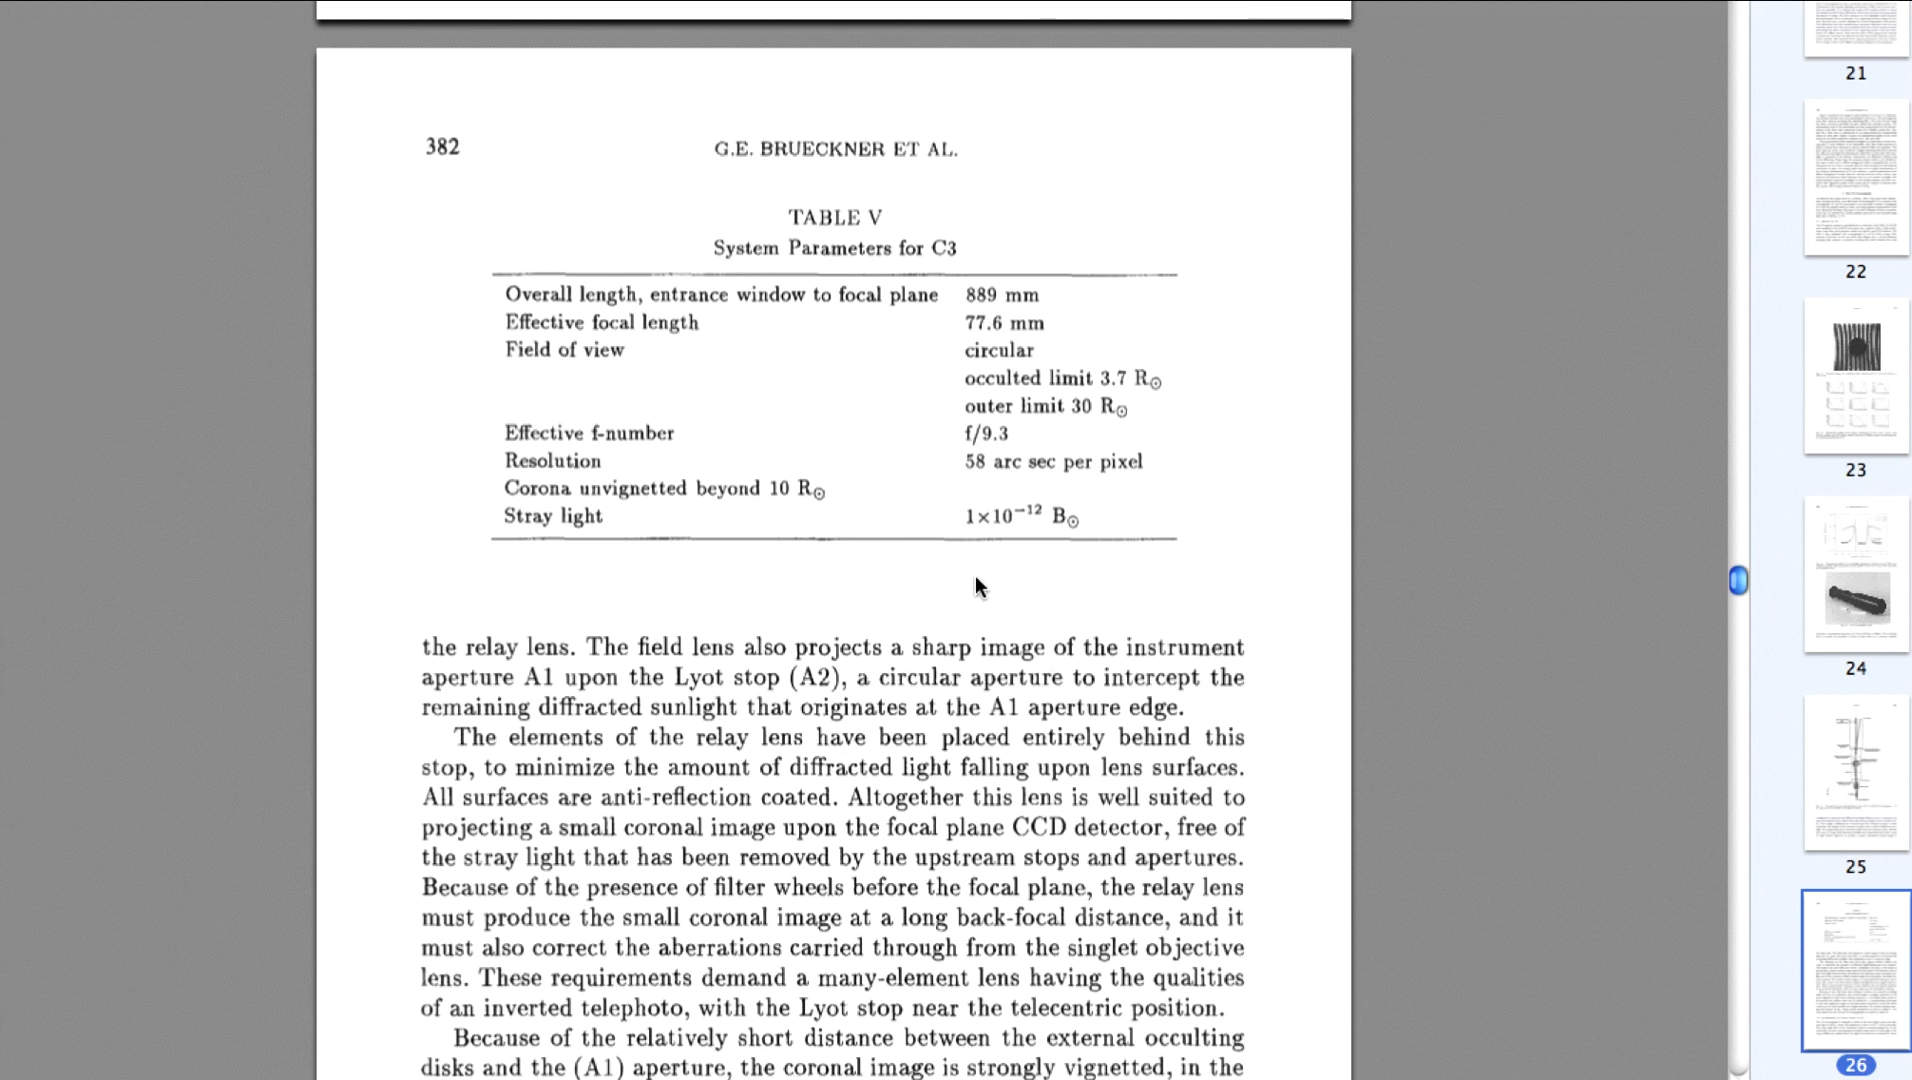 382
G.E. BRUECKNER ET AL.
TABLE V
System Parameters for C3
Overall length, entrance window to focal plane 889 mm
Effective focal length 77.6 mm
Field of view circular
occulted limit 3.7 R⊙
outer limit 30 R⊙
Effective f-number f/9.3
Resolution 58 arc sec per pixel
Corona unvignetted beyond 10 R⊙
Stray light 1×10⁻¹² B⊙
the relay lens. The field lens also projects a sharp image of the instrument
aperture A1 upon the Lyot stop (A2), a circular aperture to intercept the
remaining diffracted sunlight that originates at the A1 aperture edge.
The elements of the relay lens have been placed entirely behind this
stop, to minimize the amount of diffracted light falling upon lens surfaces.
All surfaces are anti-reflection coated. Altogether this lens is well suited to
projecting a small coronal image upon the focal plane CCD detector, free of
the stray light that has been removed by the upstream stops and apertures.
Because of the presence of filter wheels before the focal plane, the relay lens
must produce the small coronal image at a long back-focal distance, and it
must also correct the aberrations carried through from the singlet objective
lens. These requirements demand a many-element lens having the qualities
of an inverted telephoto, with the Lyot stop near the telecentric position.
Because of the relatively short distance between the external occulting
disks and the (A1) aperture, the coronal image is strongly vignetted, in the
21
22
23
24
25
26